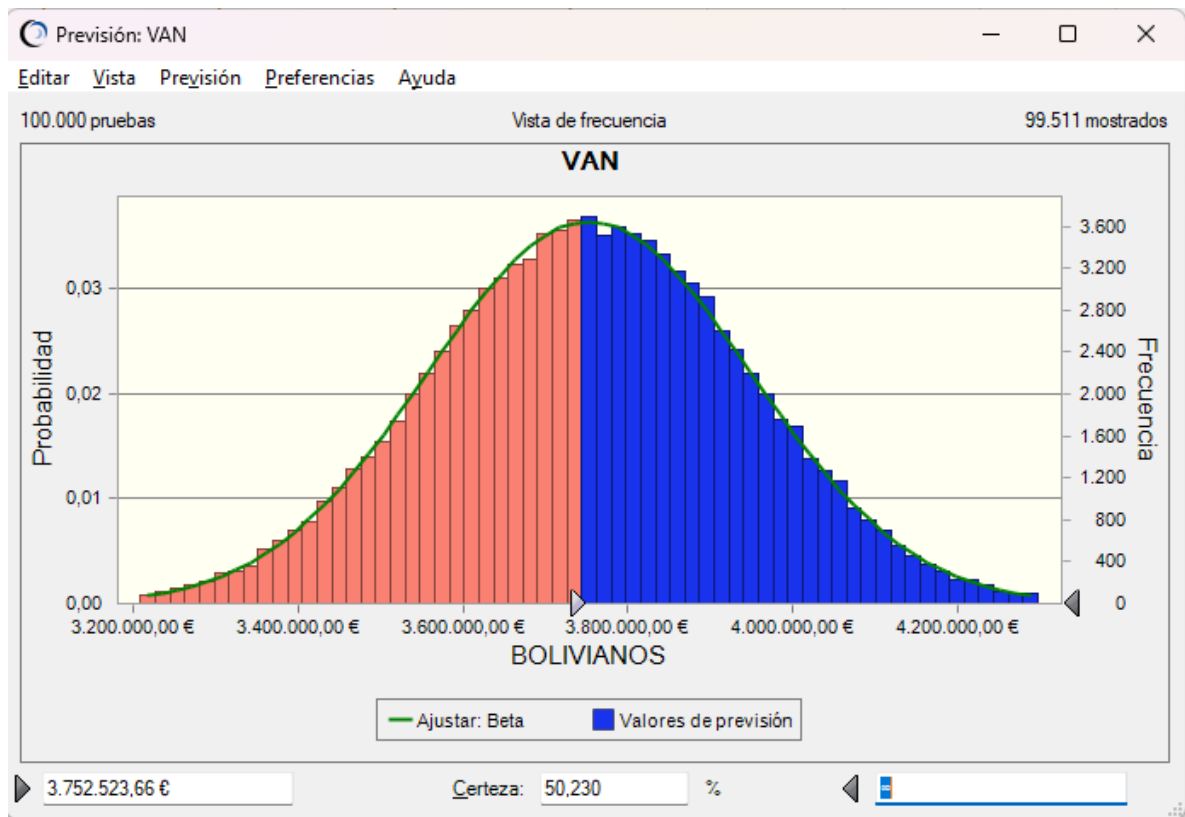 Previsión: VAN
Editar Vista Previsión Preferencias Ayuda
100.000 pruebas Vista de frecuencia 99.511 mostrados
VAN
Probabilidad
0,03
0,02
0,01
0,00
3.600
3.200
2.800
2.400
2.000
1.600
1.200
800
400
0
Frecuencia
3.200.000,00 € 3.400.000,00 € 3.600.000,00 € 3.800.000,00 € 4.000.000,00 € 4.200.000,00 €
BOLIVIANOS
Ajustar: Beta Valores de previsión
3.752.523,66 € Certeza: 50,230 % ∞